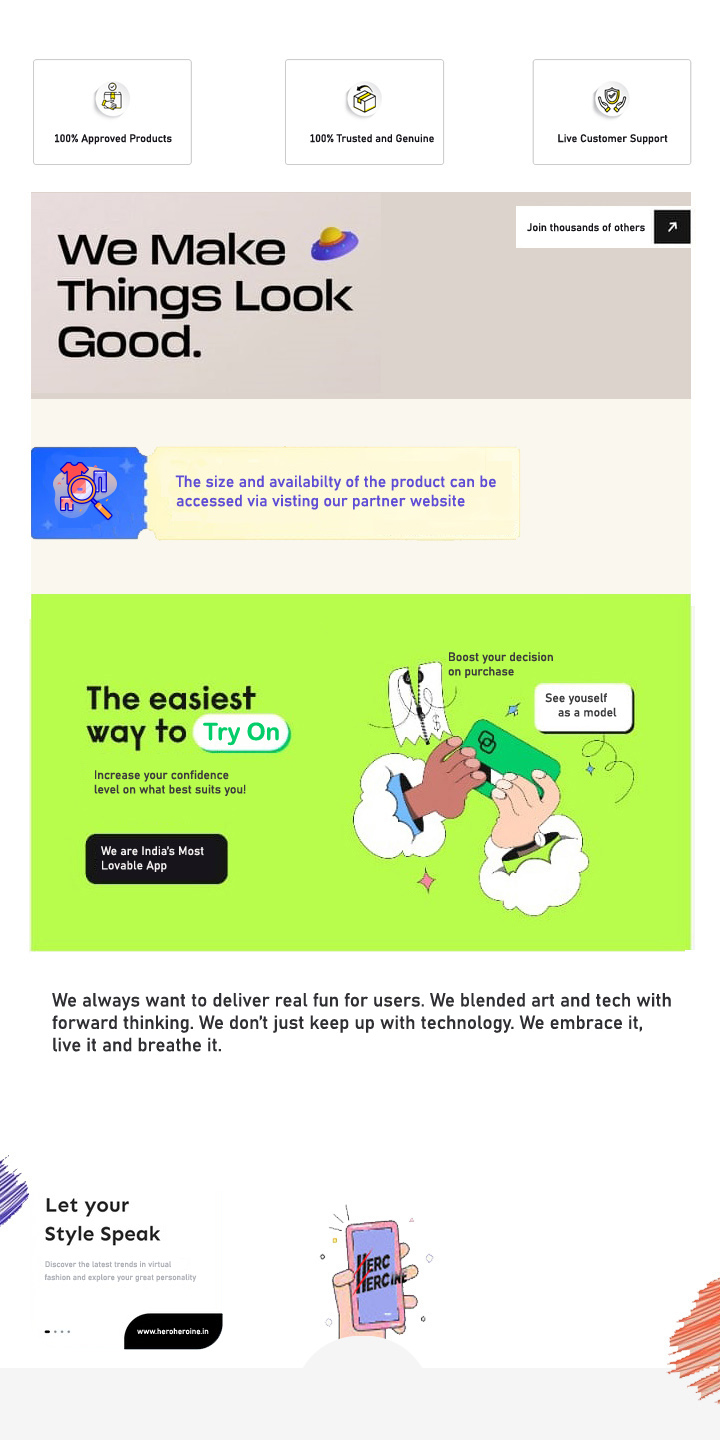 100% Approved Products
100% Trusted and Genuine
Live Customer Support
We Make
Things Look
Good.
Join thousands of others
The size and availabilty of the product can be
accessed via visting our partner website
The easiest
way to Try On
Increase your confidence
level on what best suits you!
We are India's Most
Lovable App
Boost your decision
on purchase
See youself
as a model
We always want to deliver real fun for users. We blended art and tech with
forward thinking. We don't just keep up with technology. We embrace it,
live it and breathe it.
Let your
Style Speak
Discover the latest trends in virtual
fashion and explore your great personality
www.heroheroine.in
HERO
HEROINE